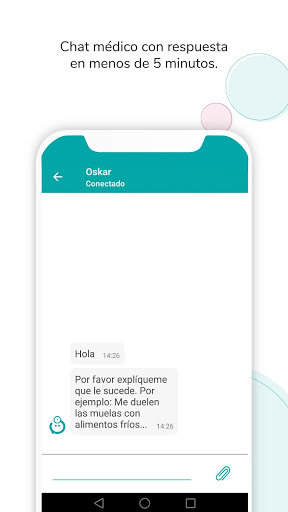 Chat médico con respuesta
en menos de 5 minutos.
Oskar
Conectado
Hola
14:26
Por favor explíqueme
que le sucede. Por
ejemplo: Me duelen
las muelas con
alimentos fríos...
14:26